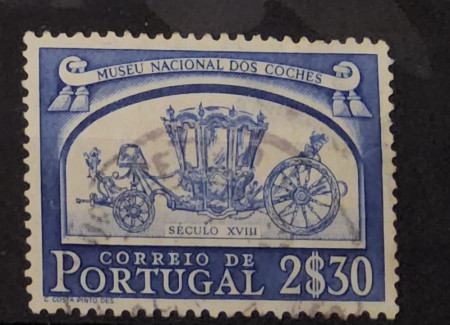 MUSEU NACIONAL DOS COCHES
SÉCULO XVIII
CORREIO DE
PORTUGAL 2$30
C. COSTA PINTO DES.